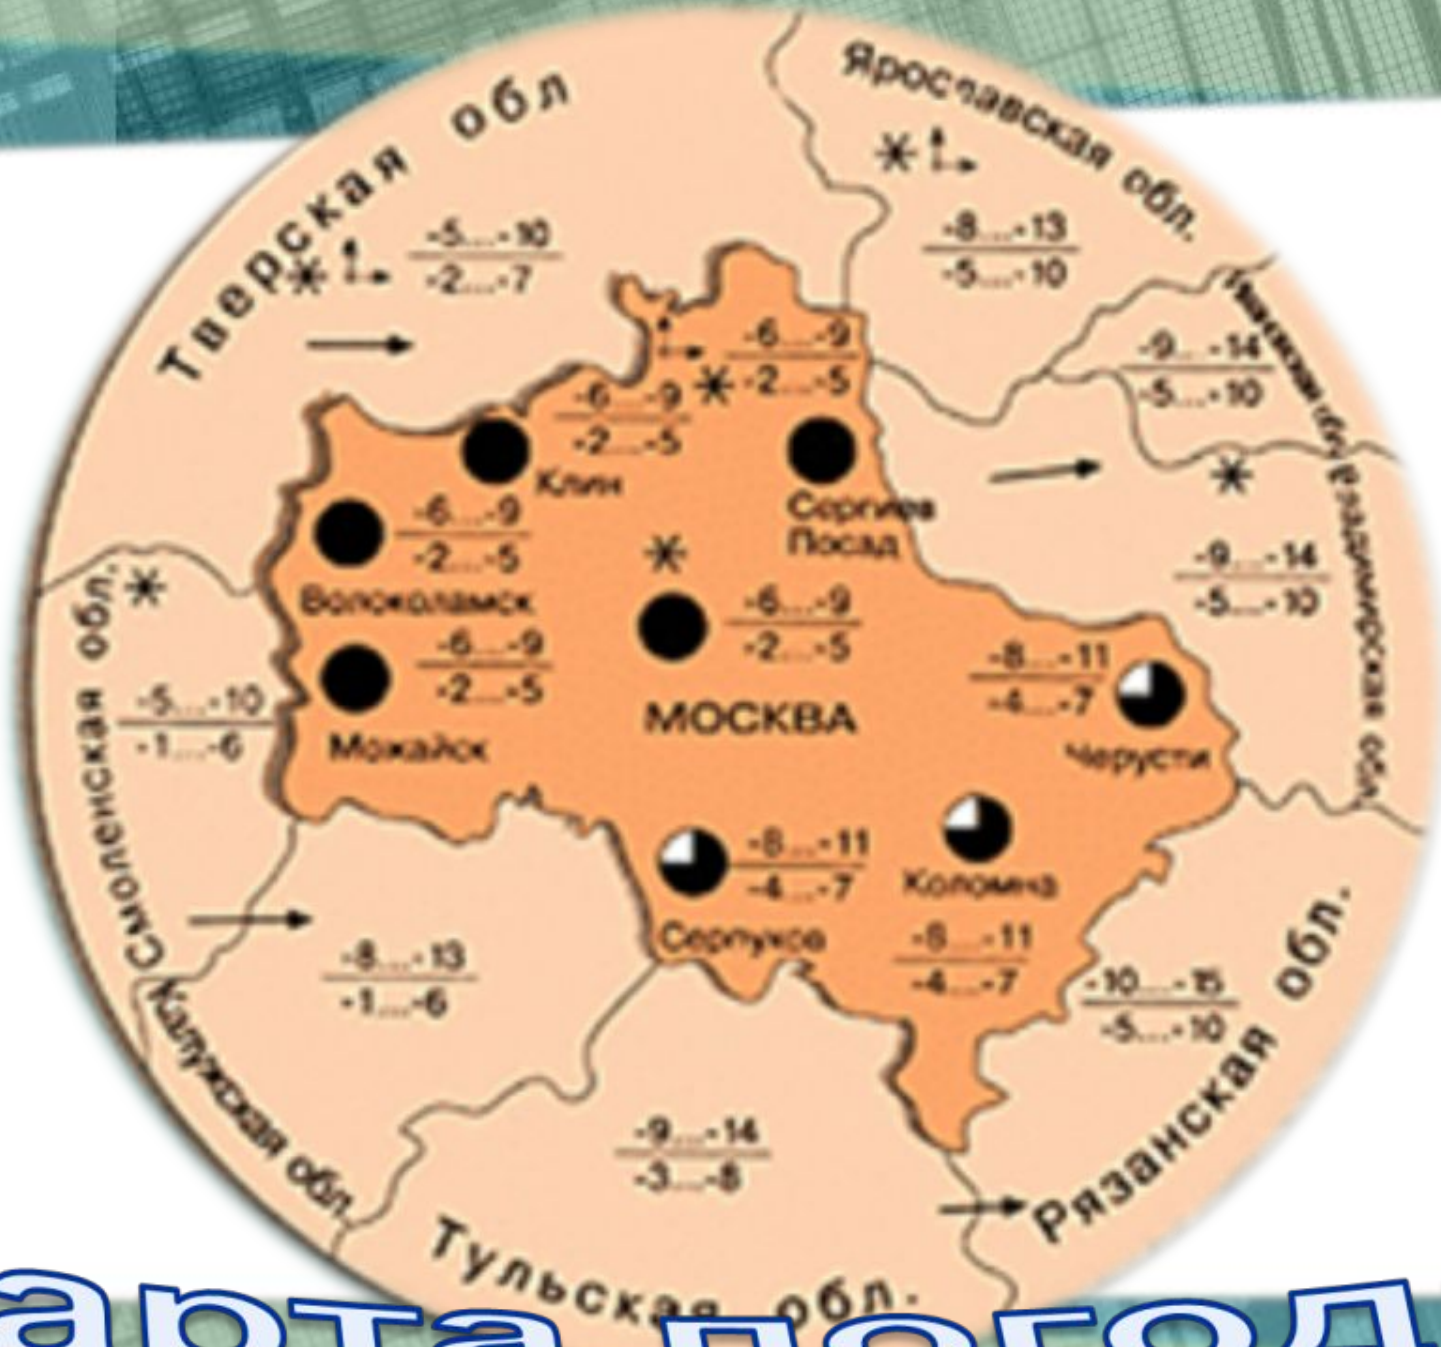 Тверская обл
Ярославская обл.
-5...-10
-2...-7
-8...-13
-5...-10
-9...-14
-5...-10
-6...-9
-2...-5
-6...-9
-2...-5
Клин
Сергиев
Посад
-6...-9
-2...-5
Волоколамск
-6...-9
-2...-5
Можайск
-6...-9
-2...-5
МОСКВА
-9...-14
-5...-10
Владимирская обл
Смоленская обл.
-5...-10
-1...-6
-8...-11
-4...-7
Черусти
-8...-11
-4...-7
Серпухов
Коломна
-8...-11
-4...-7
-8...-13
-1...-6
Калужская обл.
-10...-15
-5...-10
Рязанская обл.
-9...-14
-3...-8
Тульская обл.
арта погод